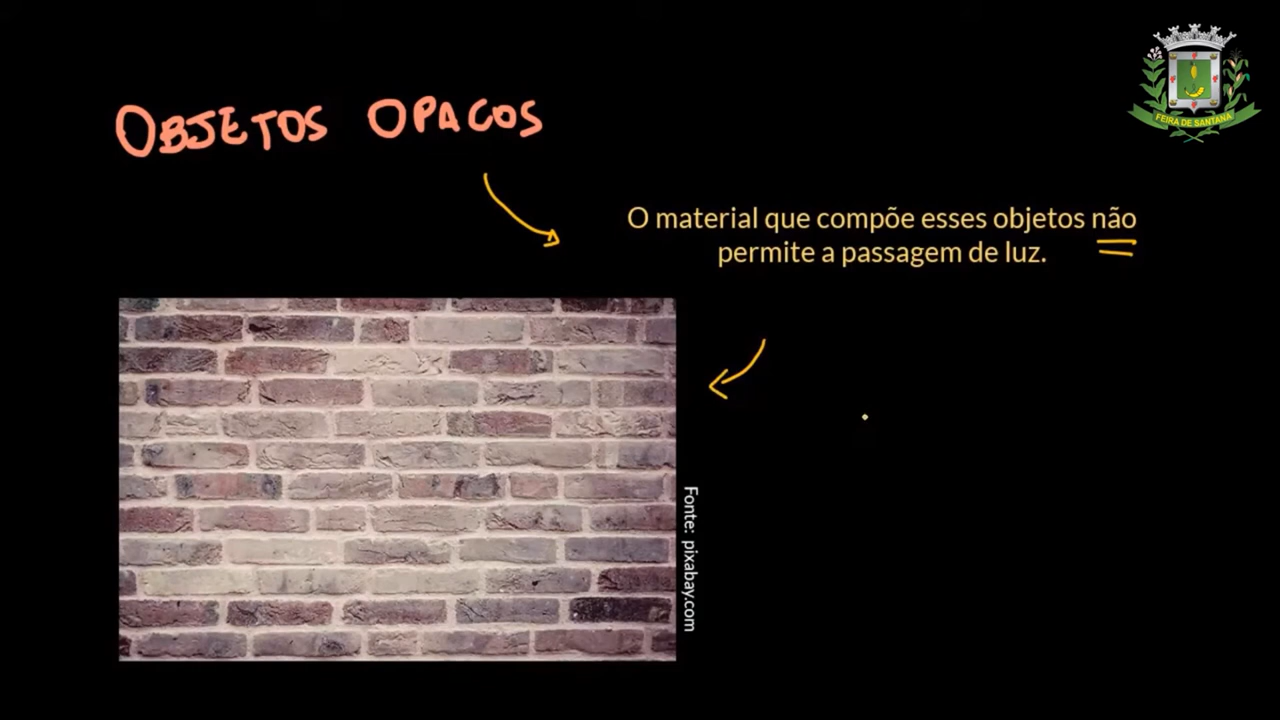 OBJETOS OPACOS
FEIRA DE SANTANA
O material que compõe esses objetos não
permite a passagem de luz.
Fonte: pixabay.com